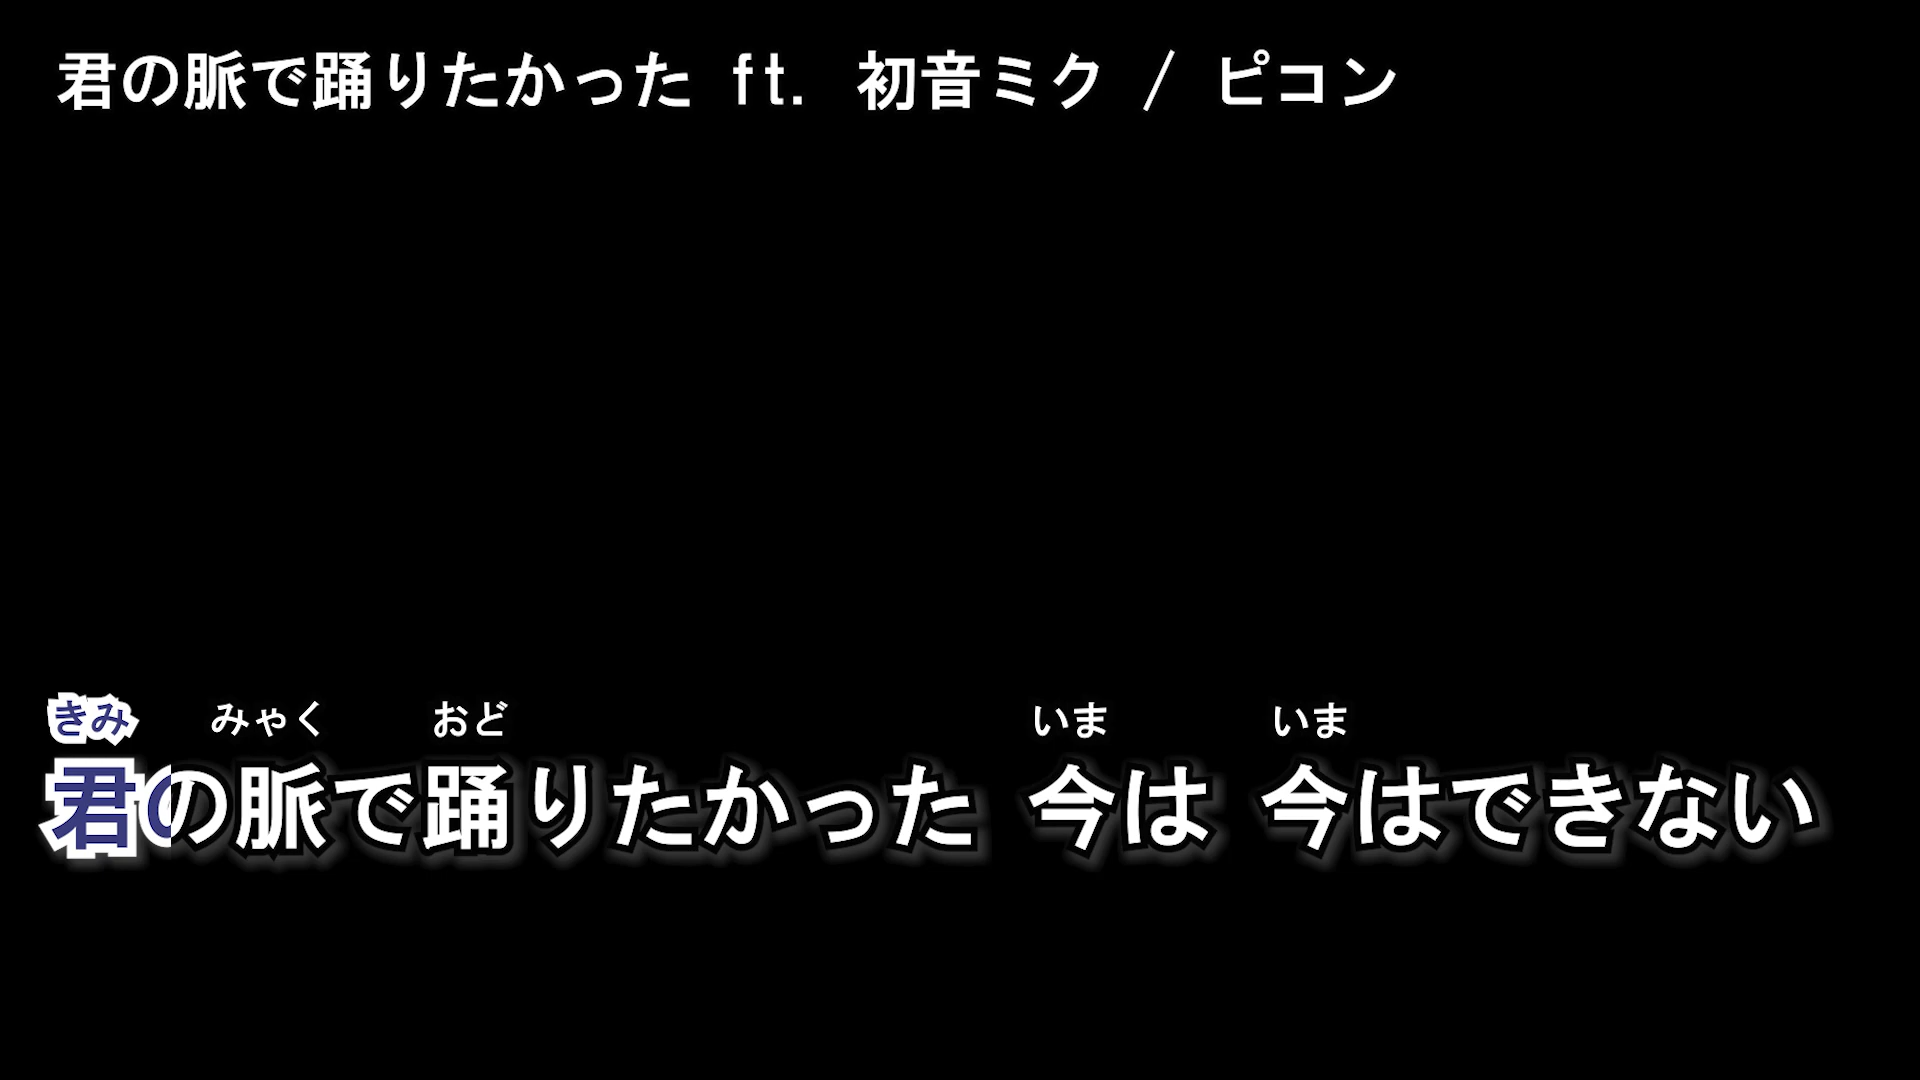 君の脈で踊りたかった ft. 初音ミク / ピコン
きみ みゃく おど いま いま
君の脈で踊りたかった 今は 今はできない